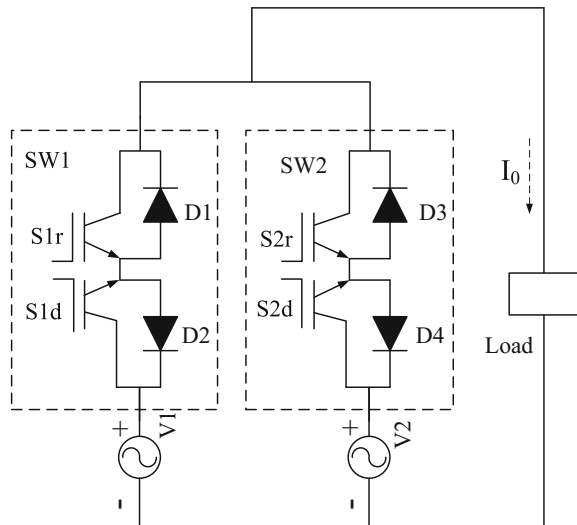 SW1
D1
S1r
S1d
D2
SW2
D3
S2r
S2d
D4
I0
Load
+
V1
-
+
V2
-